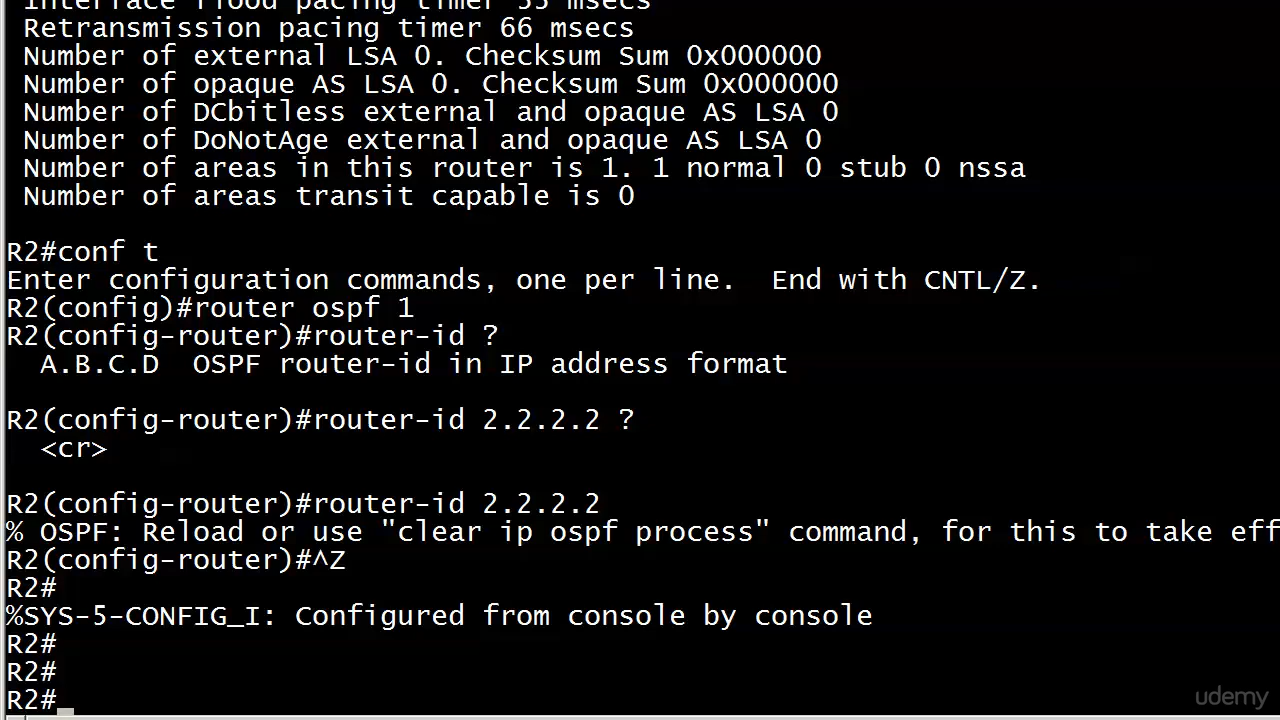 Interface flood pacing timer 33 msecs
Retransmission pacing timer 66 msecs
Number of external LSA 0. Checksum Sum 0x000000
Number of opaque AS LSA 0. Checksum Sum 0x000000
Number of DCbitless external and opaque AS LSA 0
Number of DoNotAge external and opaque AS LSA 0
Number of areas in this router is 1. 1 normal 0 stub 0 nssa
Number of areas transit capable is 0
R2#conf t
Enter configuration commands, one per line.  End with CNTL/Z.
R2(config)#router ospf 1
R2(config-router)#router-id ?
A.B.C.D  OSPF router-id in IP address format
R2(config-router)#router-id 2.2.2.2 ?
<cr>
R2(config-router)#router-id 2.2.2.2
% OSPF: Reload or use "clear ip ospf process" command, for this to take eff
R2(config-router)#^Z
R2#
%SYS-5-CONFIG_I: Configured from console by console
R2#
R2#
R2#
udemy